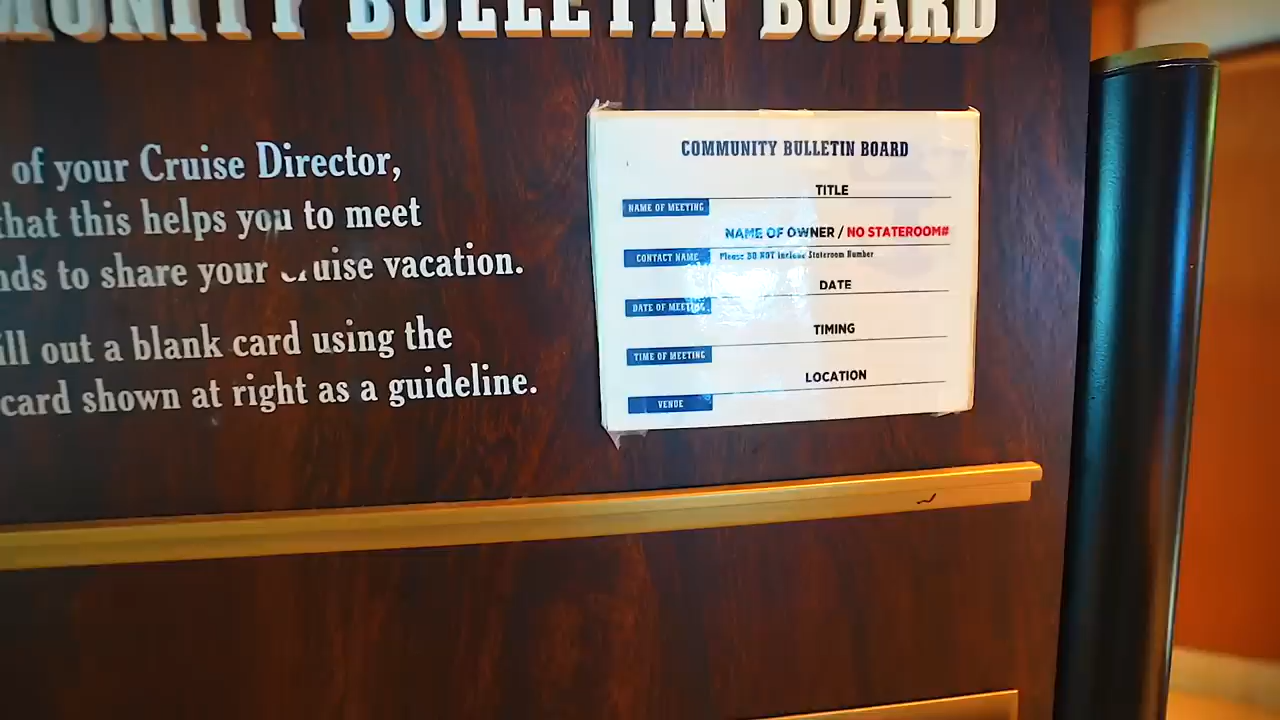 MUNITY BULLETIN BOARD
of your Cruise Director,
that this helps you to meet
nds to share your cruise vacation.
ill out a blank card using the
card shown at right as a guideline.
COMMUNITY BULLETIN BOARD
TITLE
NAME OF MEETING
NAME OF OWNER / NO STATEROOM#
CONTACT NAME
Please DO NOT include Stateroom Number
DATE
DATE OF MEETING
TIMING
TIME OF MEETING
LOCATION
VENUE